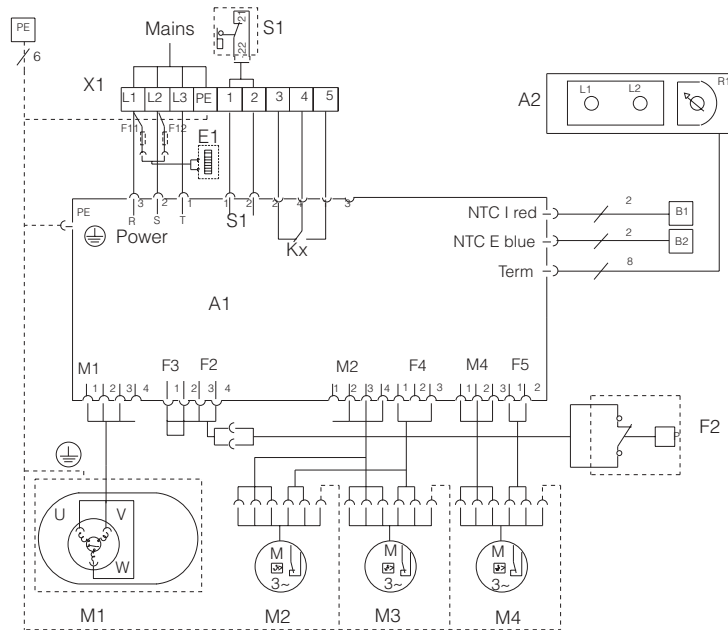 PE
6
Mains
21
22
S1
X1
L1 L2 L3 PE 1 2 3 4 5
F11
F12
E1
A2
L1
L2
R1
PE
3 2 1 1 2 2 4 3
R S T
S1
Power
Kx
NTC I red
2
B1
NTC E blue
2
B2
Term
8
A1
M1
F3
F2
M2
F4
M4
F5
1 2 3 4
1 2 3 4
1 2 3 4
1 2 3
1 2 3
1 2
F2
P
U
V
W
M
3~
M
3~
M
3~
M1
M2
M3
M4